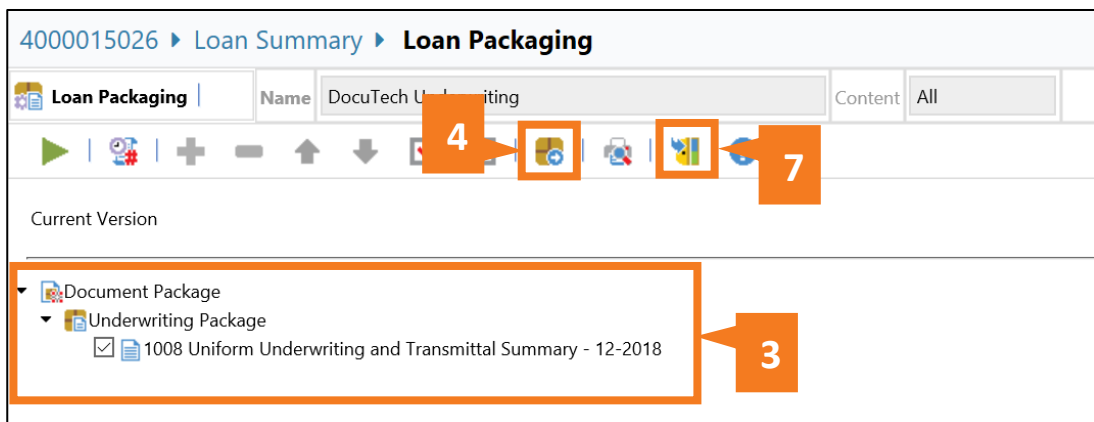 4000015026 Loan Summary Loan Packaging
Loan Packaging Name DocuTech Content All
4
7
Current Version
Document Package
Underwriting Package
1008 Uniform Underwriting and Transmittal Summary - 12-2018
3